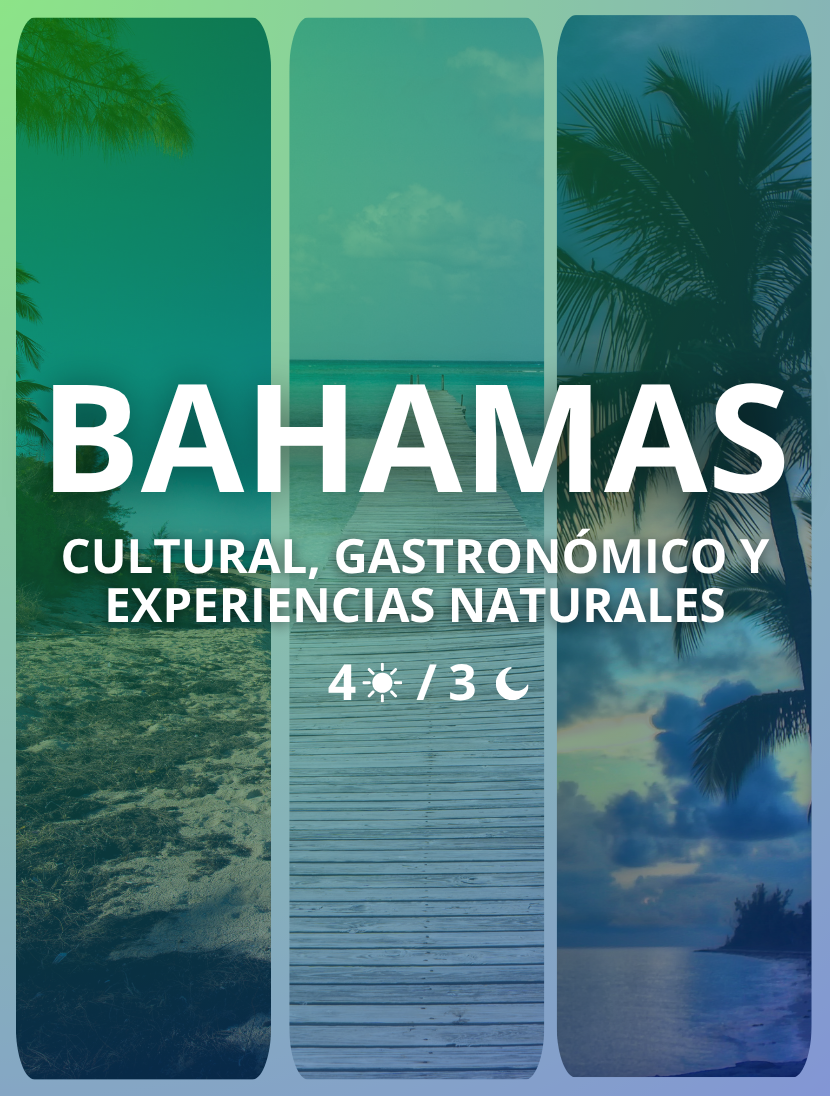 BAHAMAS
CULTURAL, GASTRONÓMICO Y
EXPERIENCIAS NATURALES
4☀/ 3 ☾